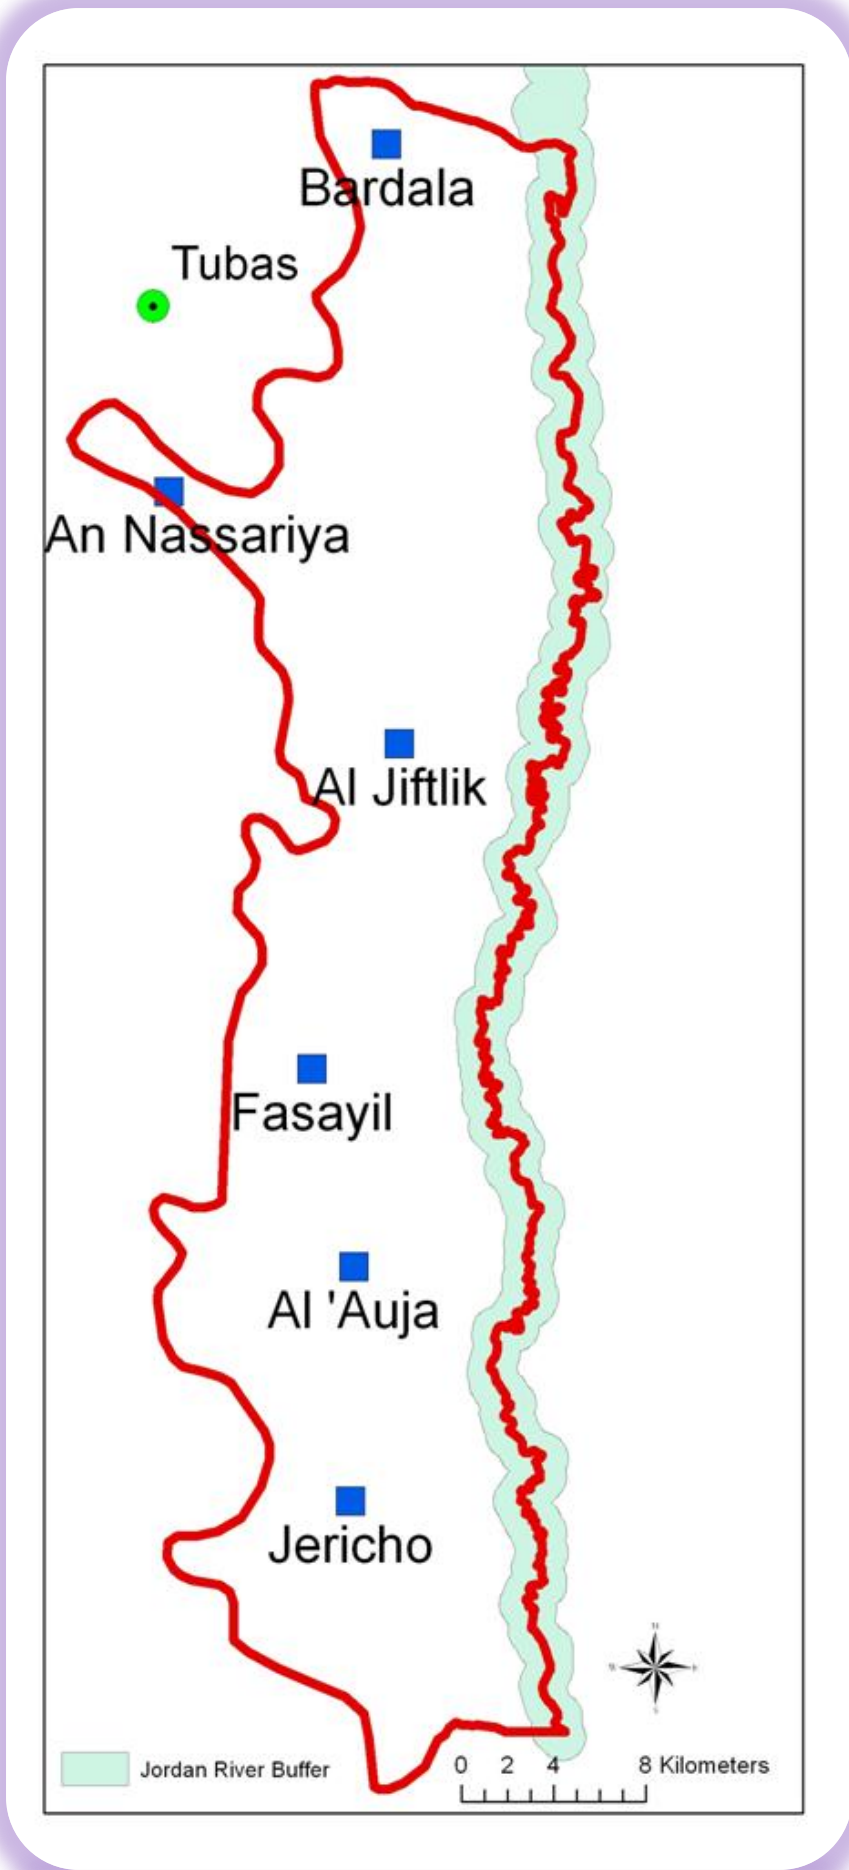 Bardala
Tubas
An Nassariya
Al Jiftlik
Fasayil
Al 'Auja
Jericho
N
S
Jordan River Buffer
0 2 4 8 Kilometers